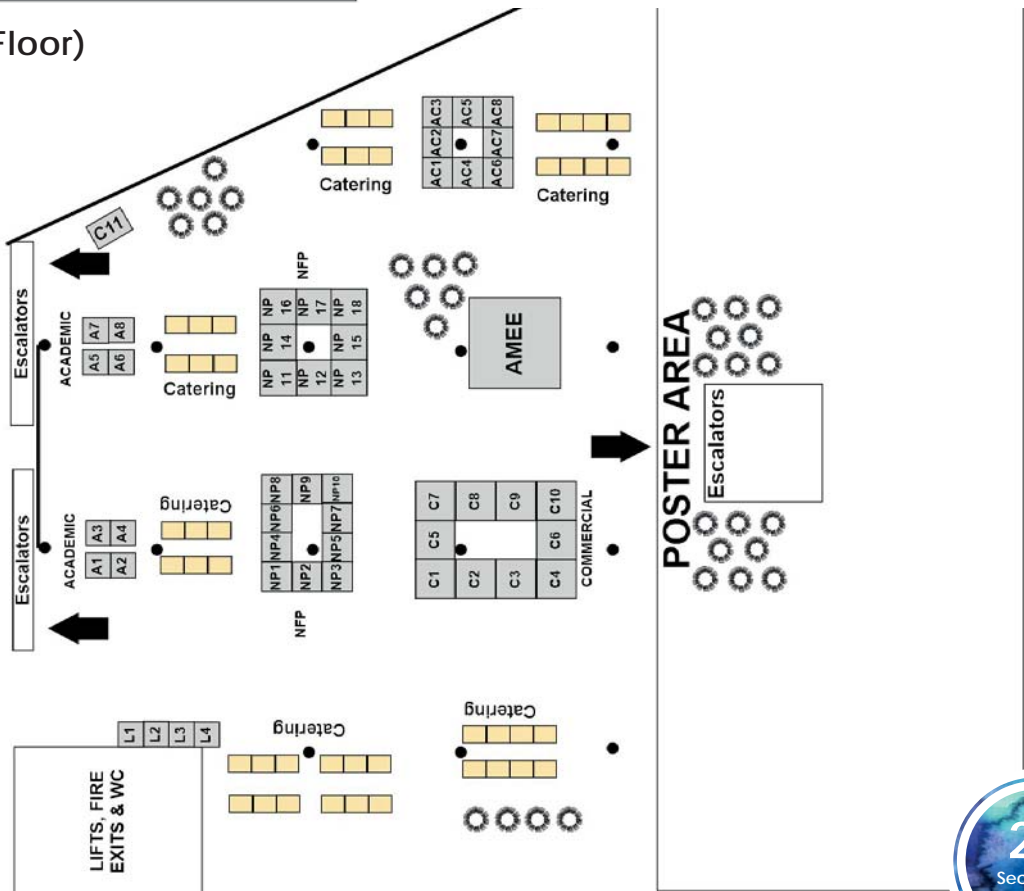 Floor)
AC3
AC5
AC8
AC2
AC7
AC1
AC4
AC6
Catering
Catering
C11
NFP
Escalators
ACADEMIC
A7
A8
A5
A6
Catering
NP 16
NP 17
NP 18
NP 14
NP 15
NP 11
NP 12
NP 13
AMEE
POSTER AREA
Escalators
Escalators
ACADEMIC
A3
A4
A1
A2
Catering
NP8
NP9
NP10
NP6
NP7
NP4
NP5
NP1
NP2
NP3
NFP
C7
C8
C9
C10
C5
C6
C1
C2
C3
C4
COMMERCIAL
L1
L2
L3
L4
Catering
Catering
LIFTS, FIRE
EXITS & WC